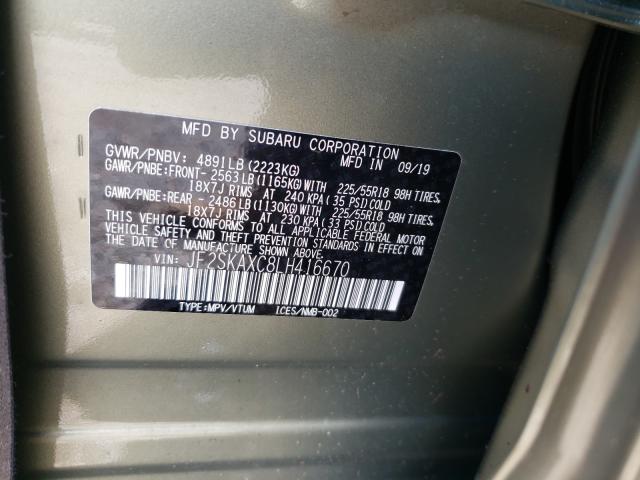 MFD BY SUBARU CORPORATION
GVWR/PNBV: 4891LB(2223KG) IN/DATE: 09/19
GAWR/PNBE:FRONT- 2563LB(1165KG)WITH 225/55R18 98H TIRES,
18X7J RIMS AT 240 KPA(35 PSI)COLD
GAWR/PNBE:REAR - 2486LB(1130KG)WITH 225/55R18 98H TIRES,
18X7J RIMS AT 230 KPA(33 PSI)COLD
THIS VEHICLE CONFORMS TO ALL APPLICABLE FEDERAL MOTOR
VEHICLE SAFETY AND THEFT PREVENTION STANDARDS IN EFFECT
ON THE DATE OF MANUFACTURE SHOWN ABOVE.
VIN: JF2SKAXC8LH416670
TYPE:MPV/VTUM ICES/NMB-002